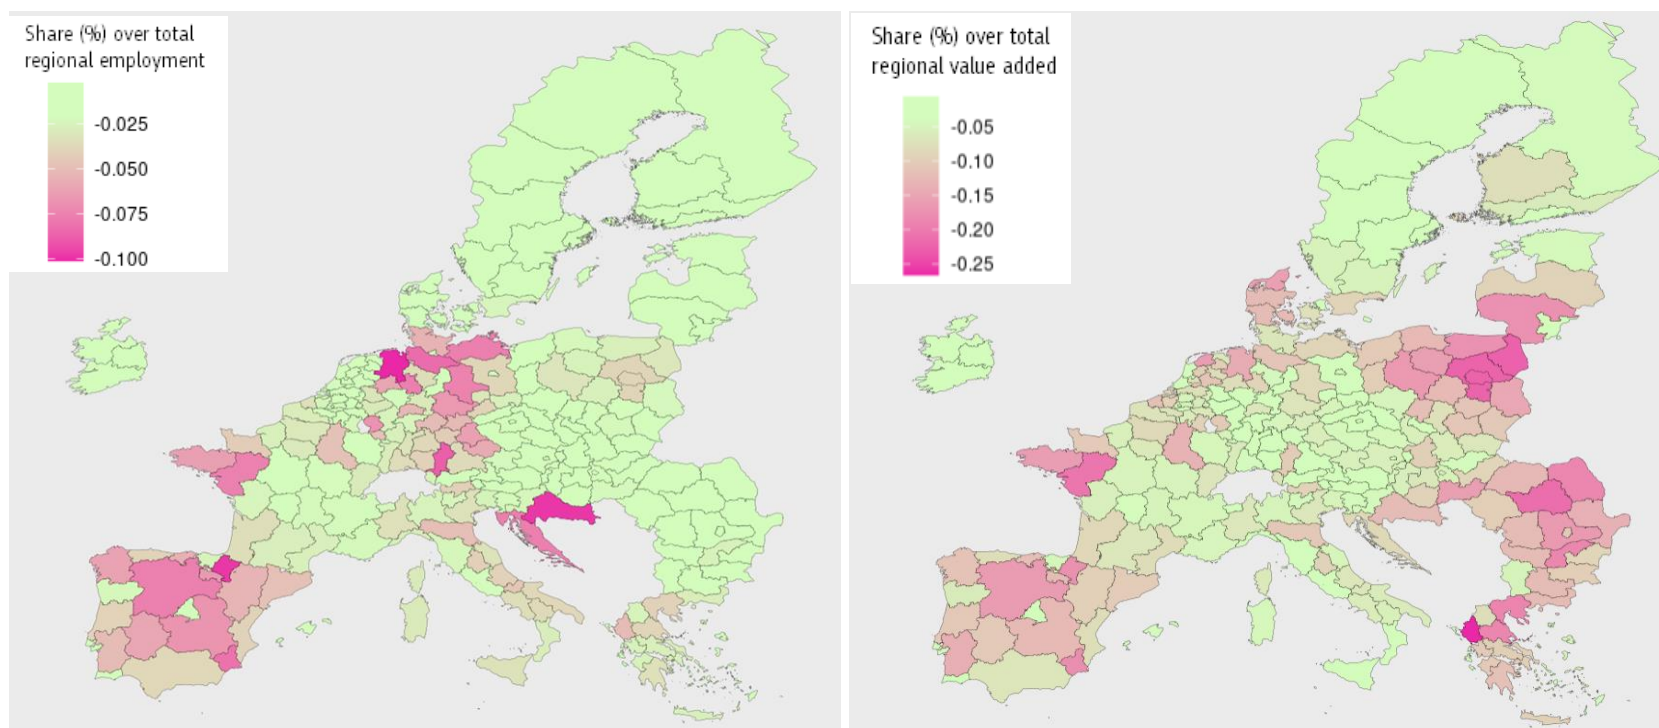 Share (%) over total
regional employment
-0.025
-0.050
-0.075
-0.100
Share (%) over total
regional value added
-0.05
-0.10
-0.15
-0.20
-0.25